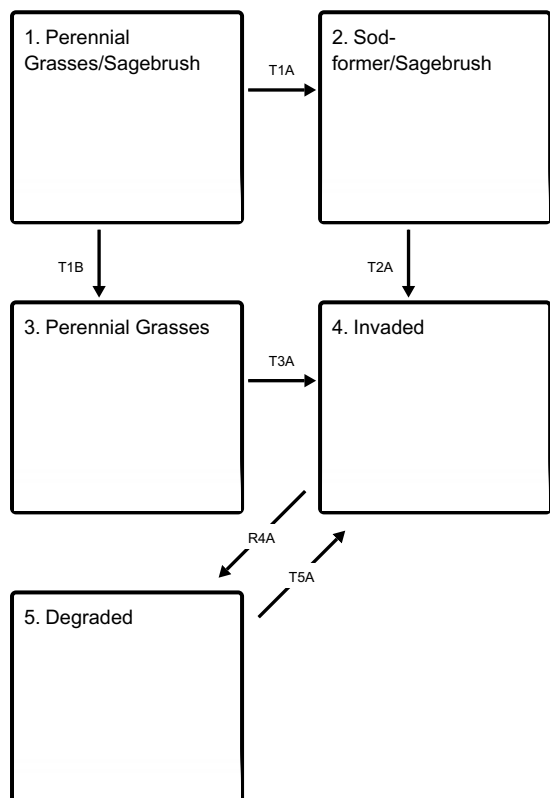 1. Perennial
Grasses/Sagebrush
2. Sod-
former/Sagebrush
T1A
T1B
T2A
3. Perennial Grasses
4. Invaded
T3A
R4A
T5A
5. Degraded